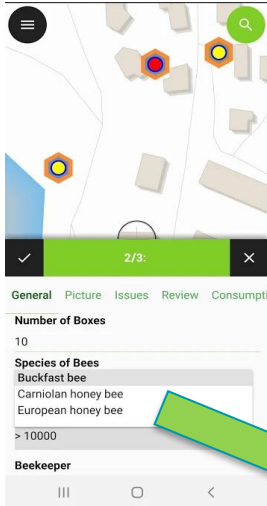 2/3:
General Picture Issues Review Consumpti
Number of Boxes
10
Species of Bees
Buckfast bee
Carniolan honey bee
European honey bee
> 10000
Beekeeper